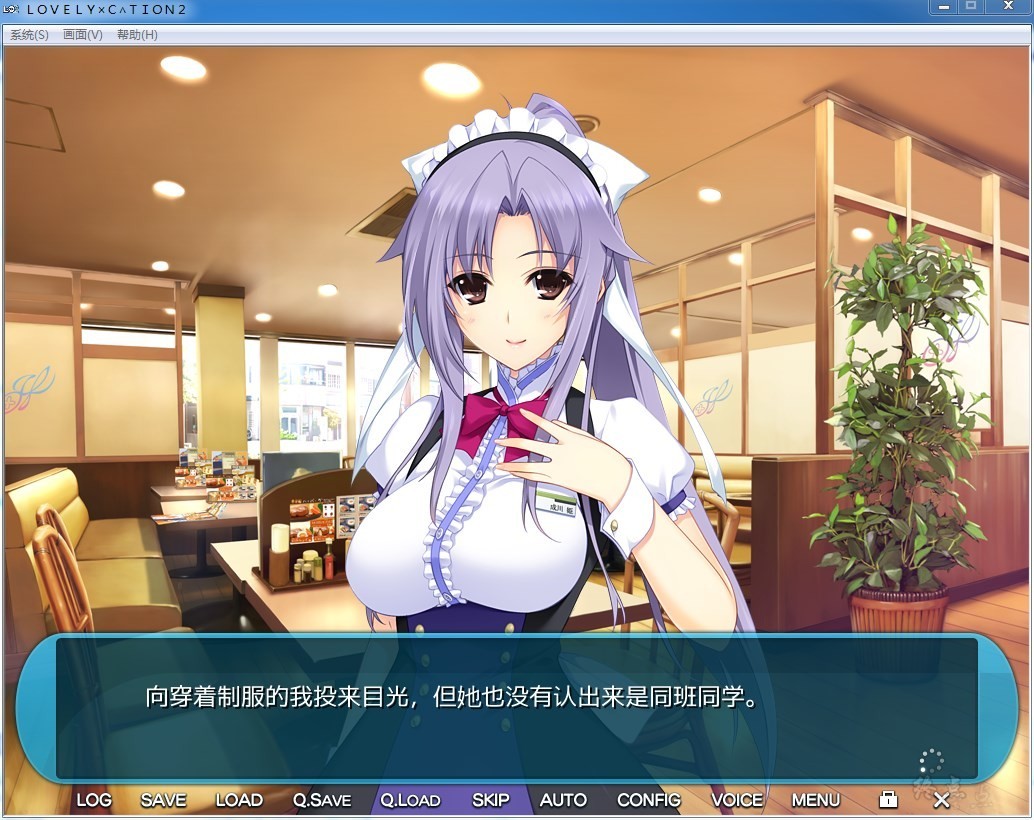 LOVELY×C∧TION2
系统(S) 画面(V) 帮助(H)
成川 姫
向穿着制服的我投来目光，但她也没有认出来是同班同学。
LOG SAVE LOAD Q.SAVE Q.LOAD SKIP AUTO CONFIG VOICE MENU